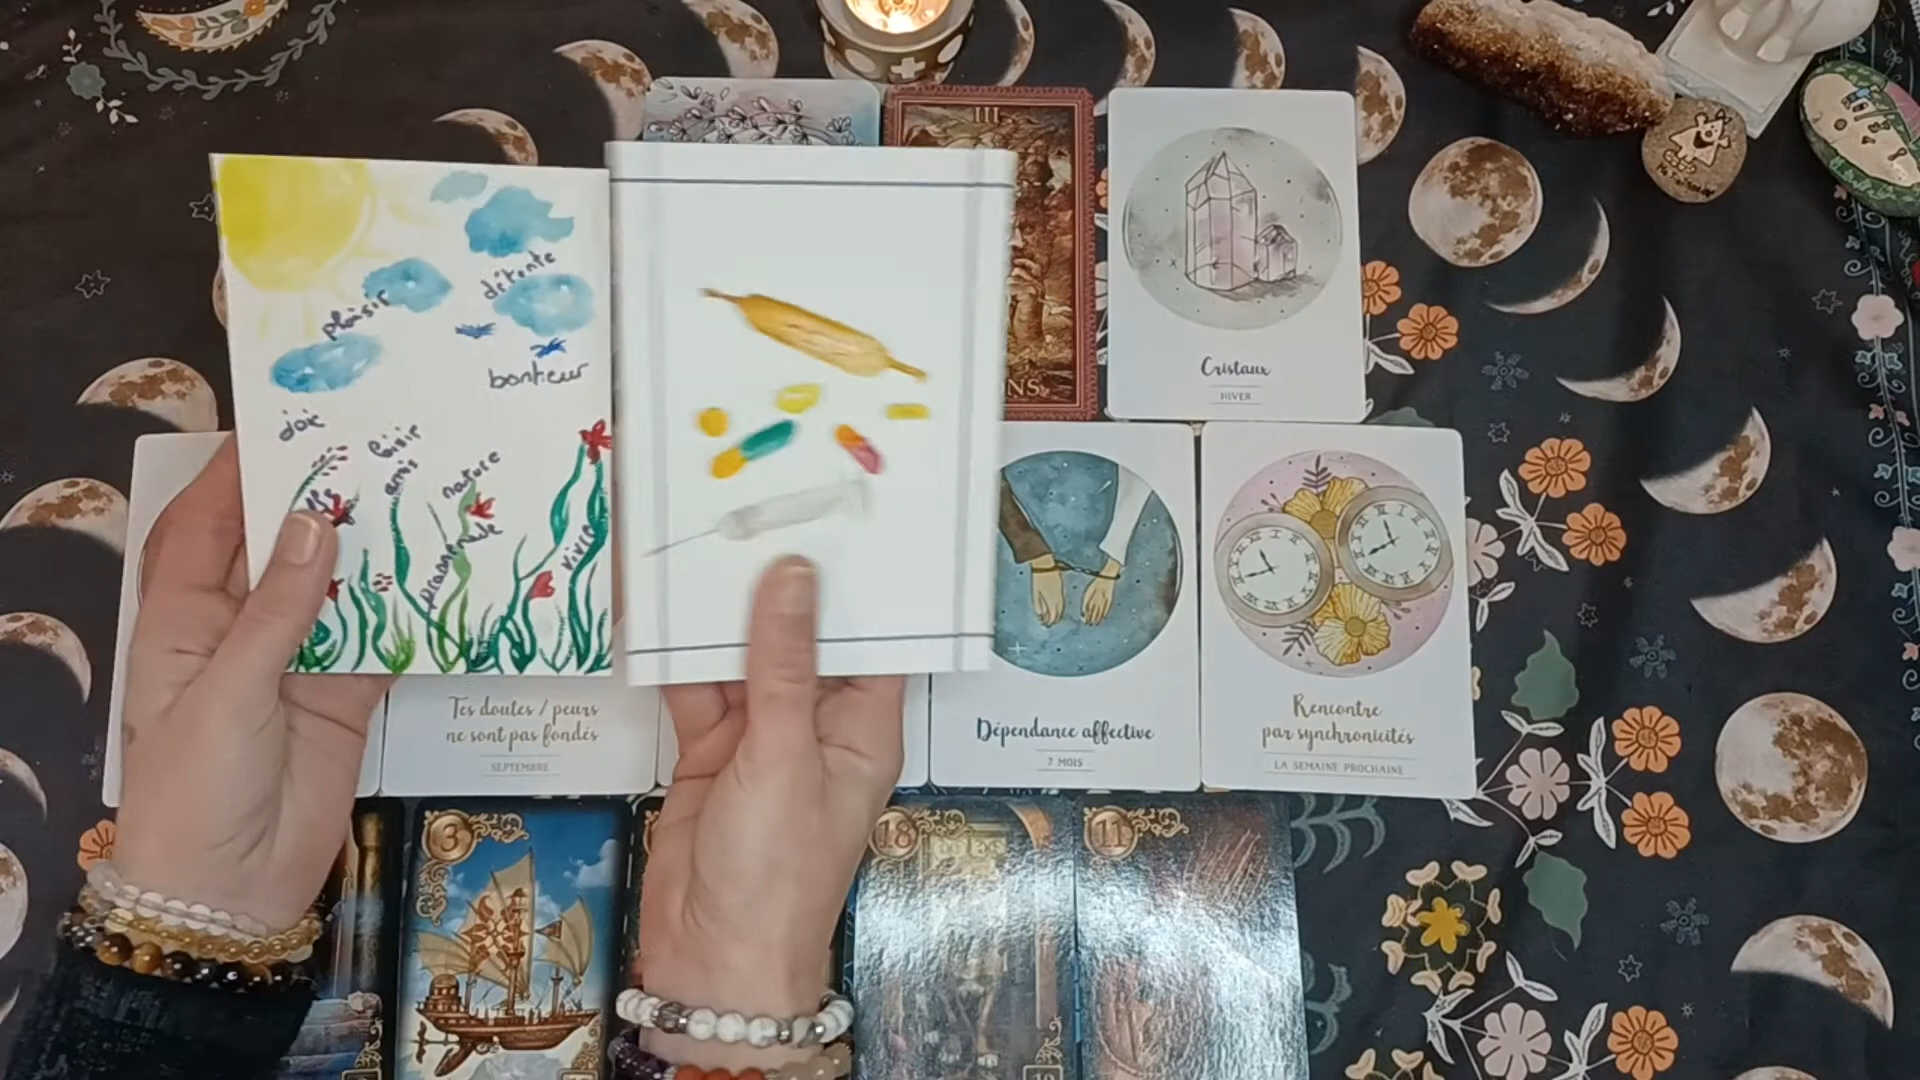 détente
plaisir
bonheur
joie
loisir
amis
nature
promenade
vivre
III
NS
Cristaux
HIVER
Tes doutes / peurs
ne sont pas fondés
SEPTEMBRE
Dépendance affective
7 MOIS
Rencontre
par synchronicités
LA SEMAINE PROCHAINE
3
18
11